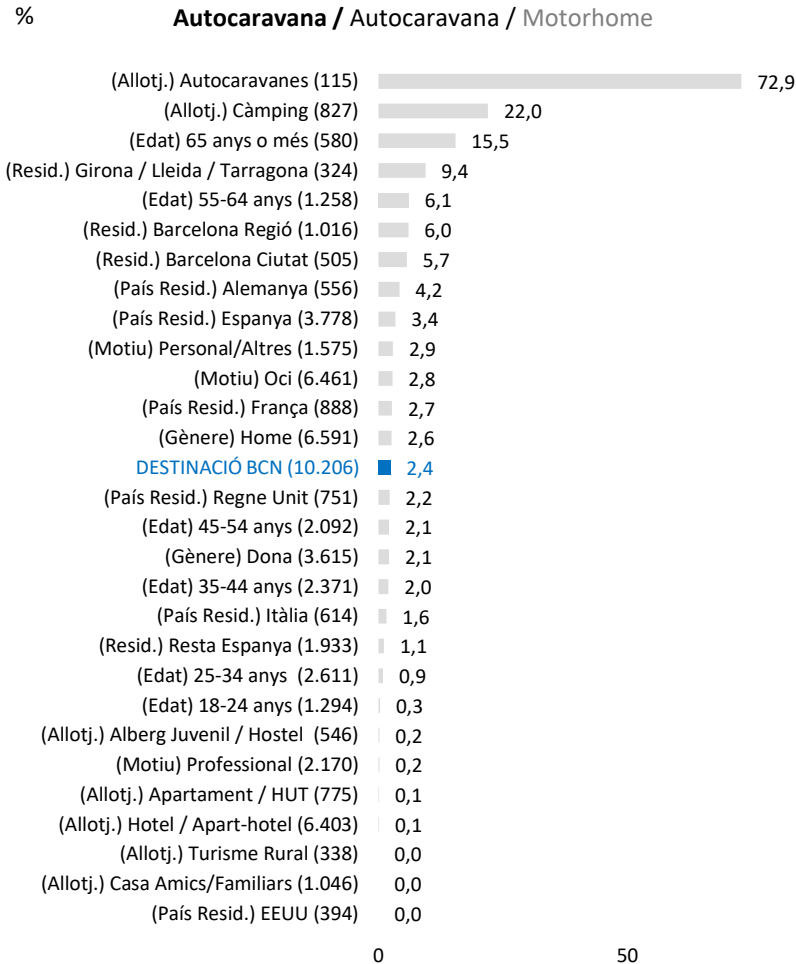 % Autocaravana / Autocaravana / Motorhome
(Allotj.) Autocaravanes (115) 72,9
(Allotj.) Càmping (827) 22,0
(Edat) 65 anys o més (580) 15,5
(Resid.) Girona / Lleida / Tarragona (324) 9,4
(Edat) 55-64 anys (1.258) 6,1
(Resid.) Barcelona Regió (1.016) 6,0
(Resid.) Barcelona Ciutat (505) 5,7
(País Resid.) Alemanya (556) 4,2
(País Resid.) Espanya (3.778) 3,4
(Motiu) Personal/Altres (1.575) 2,9
(Motiu) Oci (6.461) 2,8
(País Resid.) França (888) 2,7
(Gènere) Home (6.591) 2,6
DESTINACIÓ BCN (10.206) 2,4
(País Resid.) Regne Unit (751) 2,2
(Edat) 45-54 anys (2.092) 2,1
(Gènere) Dona (3.615) 2,1
(Edat) 35-44 anys (2.371) 2,0
(País Resid.) Itàlia (614) 1,6
(Resid.) Resta Espanya (1.933) 1,1
(Edat) 25-34 anys (2.611) 0,9
(Edat) 18-24 anys (1.294) 0,3
(Allotj.) Alberg Juvenil / Hostel (546) 0,2
(Motiu) Professional (2.170) 0,2
(Allotj.) Apartament / HUT (775) 0,1
(Allotj.) Hotel / Apart-hotel (6.403) 0,1
(Allotj.) Turisme Rural (338) 0,0
(Allotj.) Casa Amics/Familiars (1.046) 0,0
(País Resid.) EEUU (394) 0,0
0 50